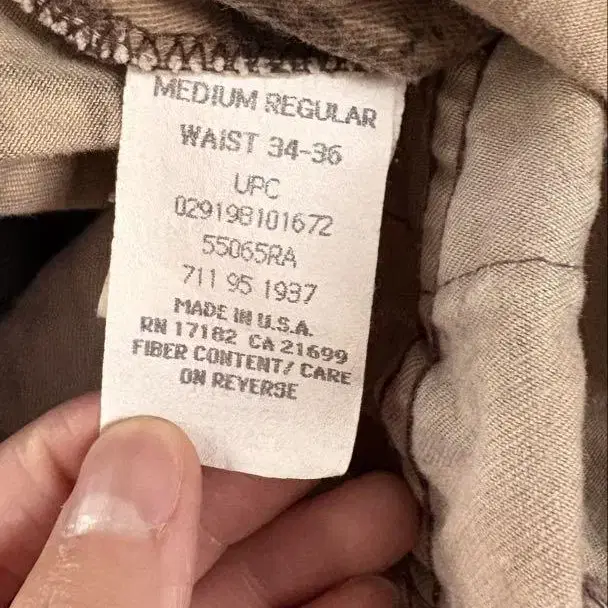 MEDIUM REGULAR
WAIST 34-36
UPC
029198101672
55065RA
711 95 1937
MADE IN U.S.A.
RN 17182 CA 21699
FIBER CONTENT/ CARE
ON REVERSE